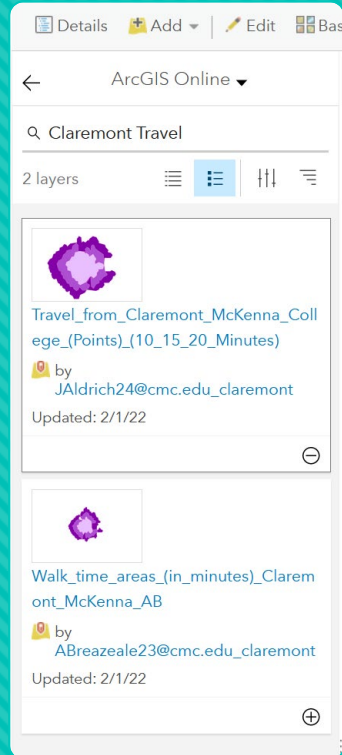 Details Add Edit Bas
ArcGIS Online
Claremont Travel
2 layers
Travel_from_Claremont_McKenna_Coll
ege_(Points)_(10_15_20_Minutes)
by
JAldrich24@cmc.edu_claremont
Updated: 2/1/22
Walk_time_areas_(in_minutes)_Clarem
ont_McKenna_AB
by
ABreazeale23@cmc.edu_claremont
Updated: 2/1/22